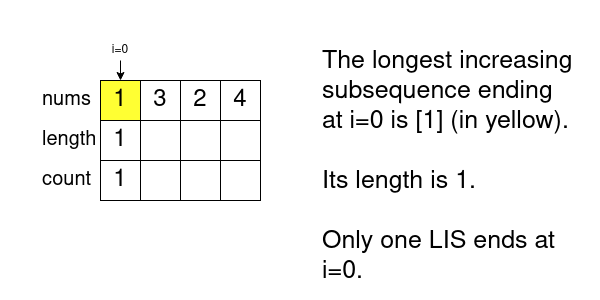 i=0
nums 1 3 2 4
length 1
count 1
The longest increasing
subsequence ending
at i=0 is [1] (in yellow).
Its length is 1.
Only one LIS ends at
i=0.